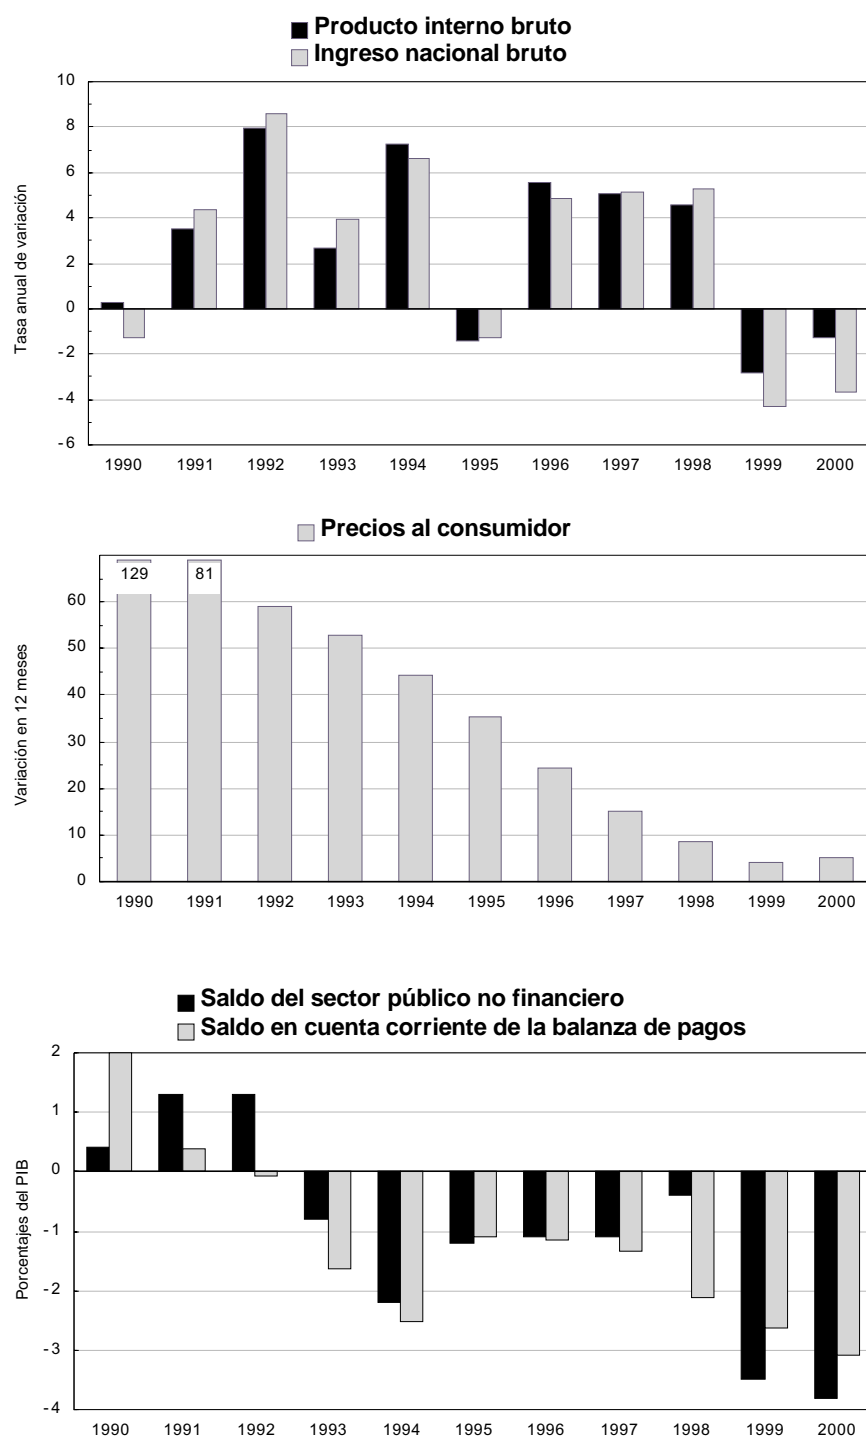 Producto interno bruto
Ingreso nacional bruto
Tasa anual de variación
10
8
6
4
2
0
-2
-4
-6
1990 1991 1992 1993 1994 1995 1996 1997 1998 1999 2000
Precios al consumidor
Variación en 12 meses
129 81
60
50
40
30
20
10
0
1990 1991 1992 1993 1994 1995 1996 1997 1998 1999 2000
Saldo del sector público no financiero
Saldo en cuenta corriente de la balanza de pagos
Porcentajes del PIB
2
1
0
-1
-2
-3
-4
1990 1991 1992 1993 1994 1995 1996 1997 1998 1999 2000